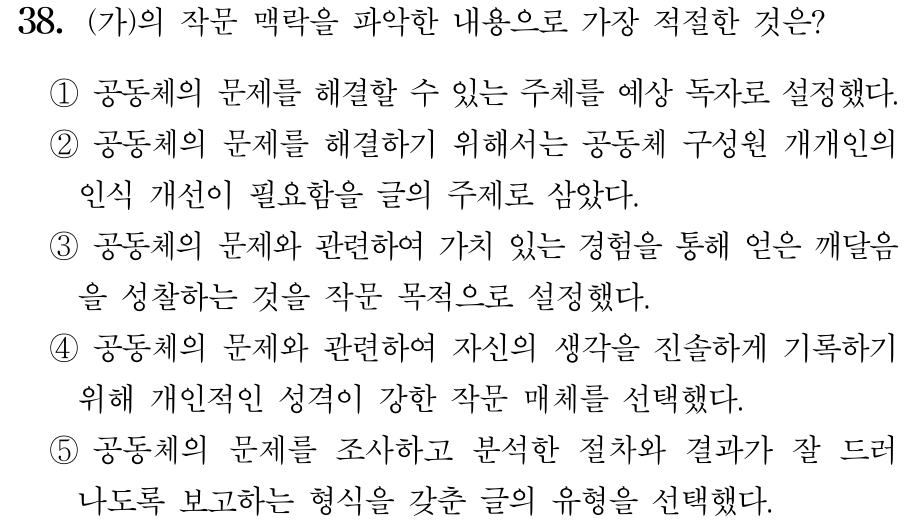 38. (가)의 작문 맥락을 파악한 내용으로 가장 적절한 것은?
① 공동체의 문제를 해결할 수 있는 주체를 예상 독자로 설정했다.
② 공동체의 문제를 해결하기 위해서는 공동체 구성원 개개인의
인식 개선이 필요함을 글의 주제로 삼았다.
③ 공동체의 문제와 관련하여 가치 있는 경험을 통해 얻은 깨달음
을 성찰하는 것을 작문 목적으로 설정했다.
④ 공동체의 문제와 관련하여 자신의 생각을 진솔하게 기록하기
위해 개인적인 성격이 강한 작문 매체를 선택했다.
⑤ 공동체의 문제를 조사하고 분석한 절차와 결과가 잘 드러
나도록 보고하는 형식을 갖춘 글의 유형을 선택했다.